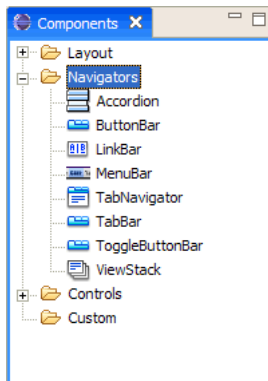 Components
Layout
Navigators
Accordion
ButtonBar
LinkBar
MenuBar
TabNavigator
TabBar
ToggleButtonBar
ViewStack
Controls
Custom